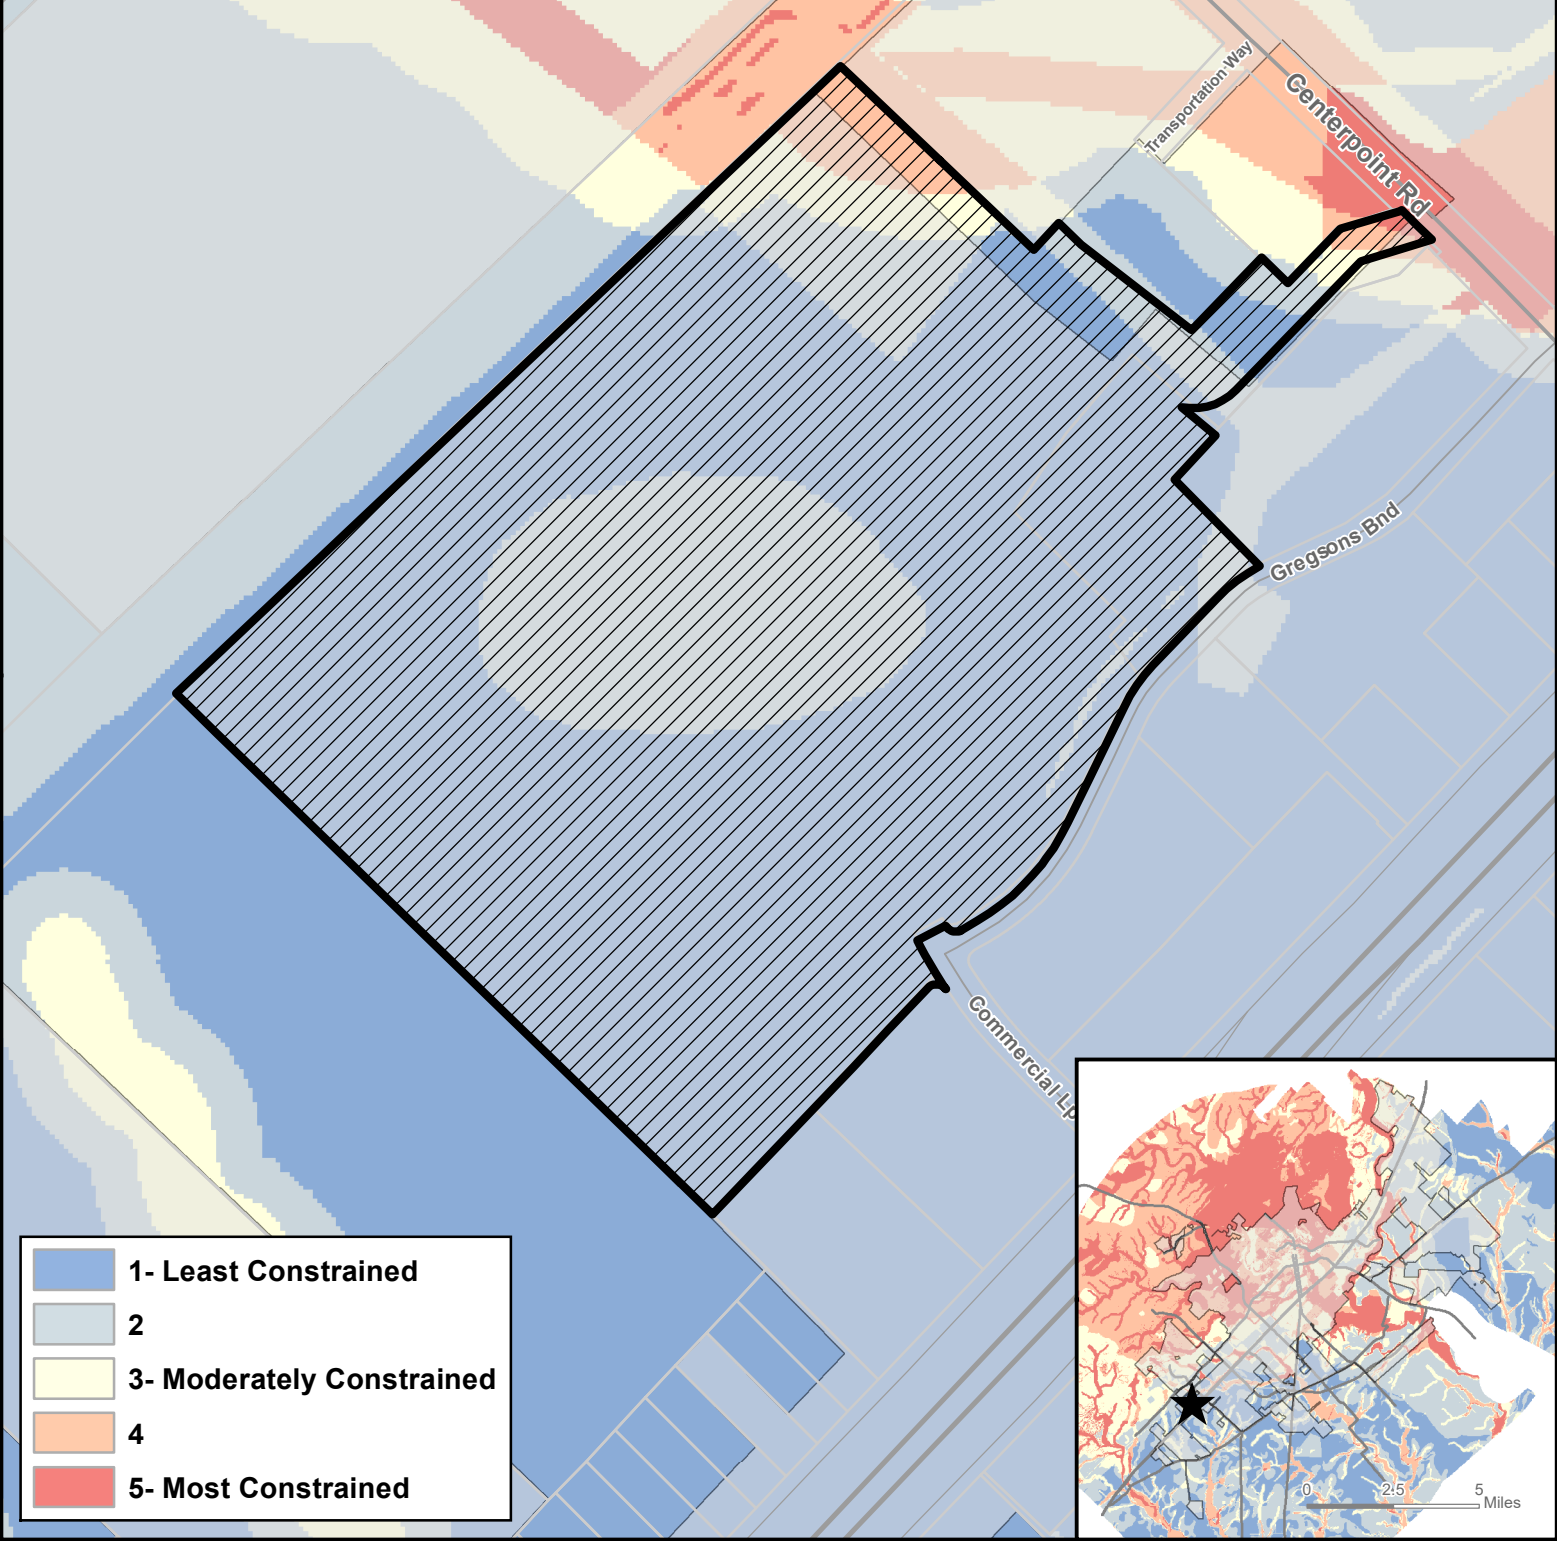 Transportation Way
Centerpoint Rd
Gregsons Bnd
Commercial Lp
1- Least Constrained
2
3- Moderately Constrained
4
5- Most Constrained
0 2.5 5
Miles